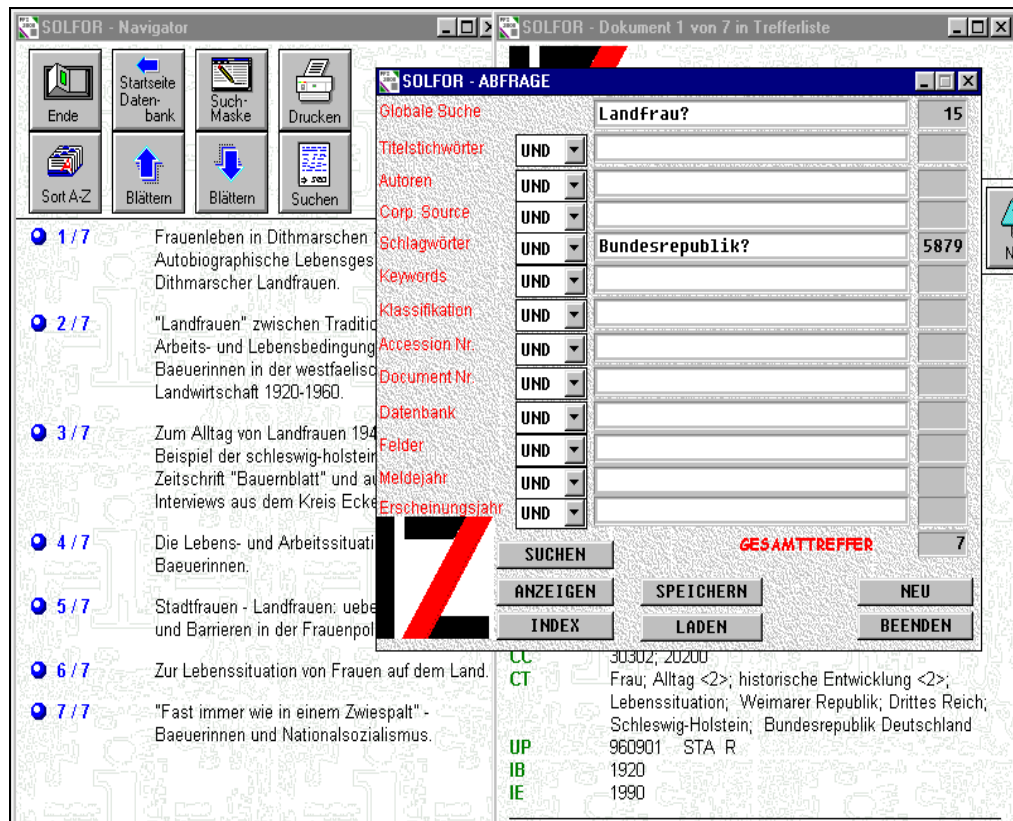 SOLFOR - Navigator
Ende
Startseite
Daten-
bank
Such-
Maske
Drucken
Sort A-Z
Blättern
Blättern
Suchen
1/7 Frauenleben in Dithmarschen
Autobiographische Lebensges
Dithmarscher Landfrauen.
2/7 "Landfrauen" zwischen Traditio
Arbeits- und Lebensbedingung
Baeuerinnen in der westfaelisc
Landwirtschaft 1920-1960.
3/7 Zum Alltag von Landfrauen 194
Beispiel der schleswig-holstein
Zeitschrift "Bauernblatt" und au
Interviews aus dem Kreis Ecke
4/7 Die Lebens- und Arbeitssituati
Baeuerinnen.
5/7 Stadtfrauen - Landfrauen: uebe
und Barrieren in der Frauenpol
6/7 Zur Lebenssituation von Frauen auf dem Land.
7/7 "Fast immer wie in einem Zwiespalt" -
Baeuerinnen und Nationalsozialismus.
SOLFOR - Dokument 1 von 7 in Trefferliste
SOLFOR - ABFRAGE
Globale Suche Landfrau? 15
Titelstichwörter UND
Autoren UND
Corp. Source UND
Schlagwörter UND Bundesrepublik? 5879
Keywords UND
Klassifikation UND
Accession Nr. UND
Document Nr. UND
Datenbank UND
Felder UND
Meldejahr UND
Erscheinungsjahr UND
SUCHEN GESAMTTREFFER 7
ANZEIGEN SPEICHERN NEU
INDEX LADEN BEENDEN
CC 30302; 20200
CT Frau; Alltag <2>; historische Entwicklung <2>;
Lebenssituation; Weimarer Republik; Drittes Reich;
Schleswig-Holstein; Bundesrepublik Deutschland
UP 960901 STA R
IB 1920
IE 1990